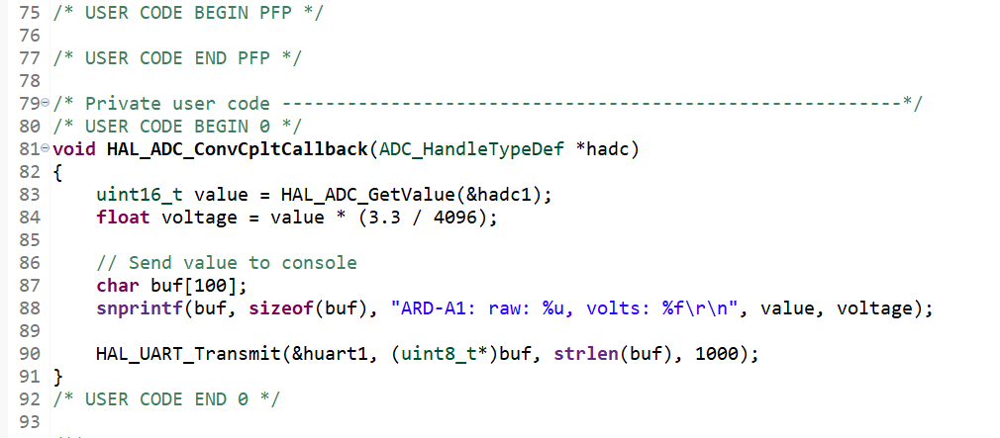 75 /* USER CODE BEGIN PFP */
76
77 /* USER CODE END PFP */
78
79 /* Private user code ---------------------------------------------------------*/
80 /* USER CODE BEGIN 0 */
81 void HAL_ADC_ConvCpltCallback(ADC_HandleTypeDef *hadc)
82 {
83     uint16_t value = HAL_ADC_GetValue(&hadc1);
84     float voltage = value * (3.3 / 4096);
85
86     // Send value to console
87     char buf[100];
88     snprintf(buf, sizeof(buf), "ARD-A1: raw: %u, volts: %f\r\n", value, voltage);
89
90     HAL_UART_Transmit(&huart1, (uint8_t*)buf, strlen(buf), 1000);
91 }
92 /* USER CODE END 0 */
93